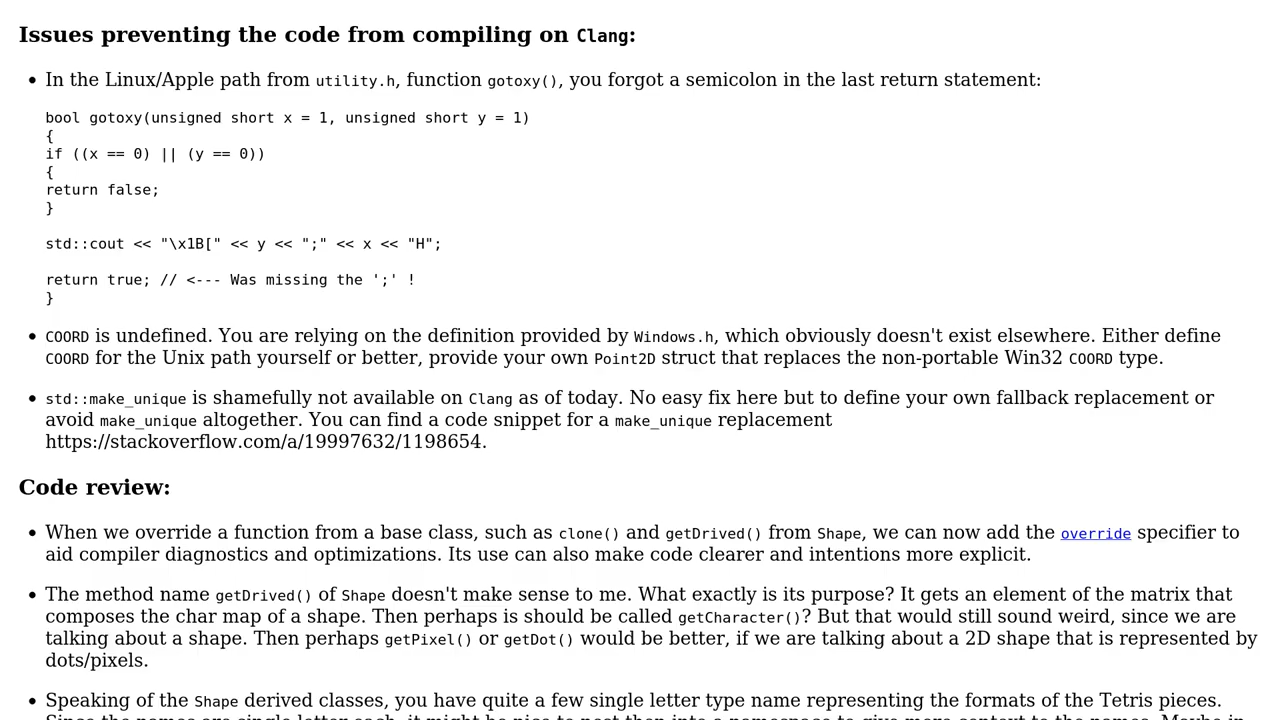 Issues preventing the code from compiling on Clang:
In the Linux/Apple path from utility.h, function gotoxy(), you forgot a semicolon in the last return statement:
bool gotoxy(unsigned short x = 1, unsigned short y = 1)
{
if ((x == 0) || (y == 0))
{
return false;
}
std::cout << "\x1B[" << y << ";" << x << "H";
return true; // <--- Was missing the ';' !
}
COORD is undefined. You are relying on the definition provided by Windows.h, which obviously doesn't exist elsewhere. Either define
COORD for the Unix path yourself or better, provide your own Point2D struct that replaces the non-portable Win32 COORD type.
std::make_unique is shamefully not available on Clang as of today. No easy fix here but to define your own fallback replacement or
avoid make_unique altogether. You can find a code snippet for a make_unique replacement
https://stackoverflow.com/a/19997632/1198654.
Code review:
When we override a function from a base class, such as clone() and getDrived() from Shape, we can now add the override specifier to
aid compiler diagnostics and optimizations. Its use can also make code clearer and intentions more explicit.
The method name getDrived() of Shape doesn't make sense to me. What exactly is its purpose? It gets an element of the matrix that
composes the char map of a shape. Then perhaps is should be called getCharacter()? But that would still sound weird, since we are
talking about a shape. Then perhaps getPixel() or getDot() would be better, if we are talking about a 2D shape that is represented by
dots/pixels.
Speaking of the Shape derived classes, you have quite a few single letter type name representing the formats of the Tetris pieces.